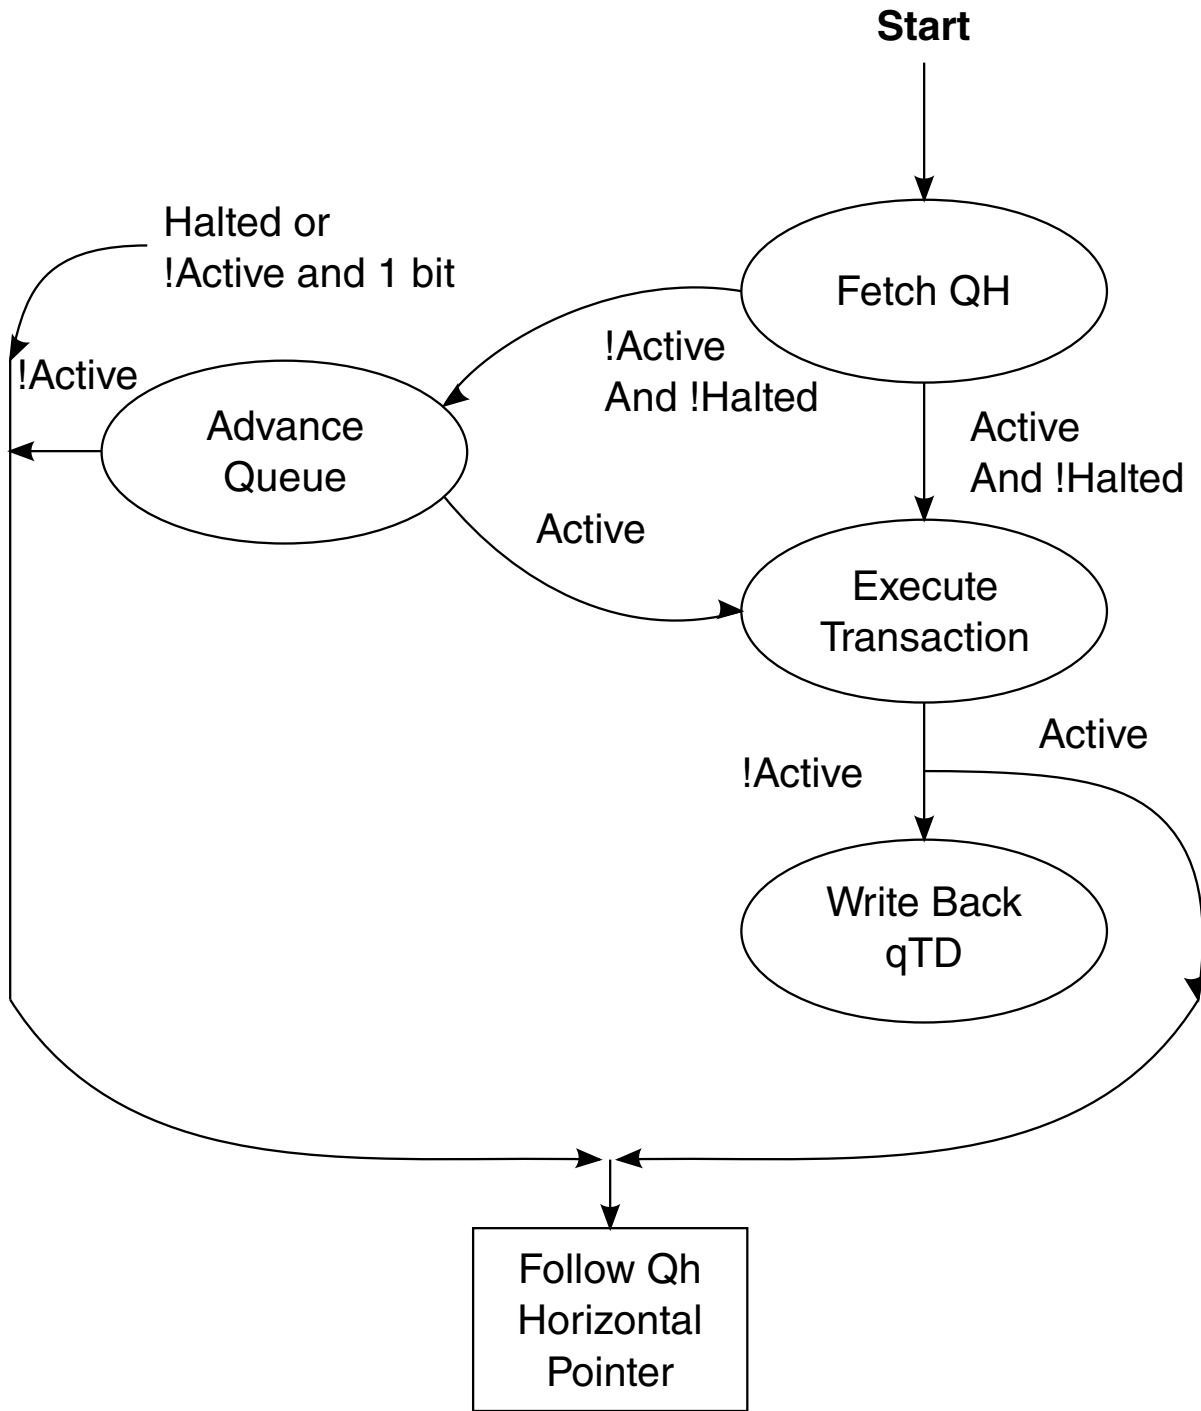 Start
Halted or
!Active and 1 bit
Fetch QH
!Active
And !Halted
!Active
Advance
Queue
Active
And !Halted
Active
Execute
Transaction
Active
!Active
Write Back
qTD
Follow Qh
Horizontal
Pointer